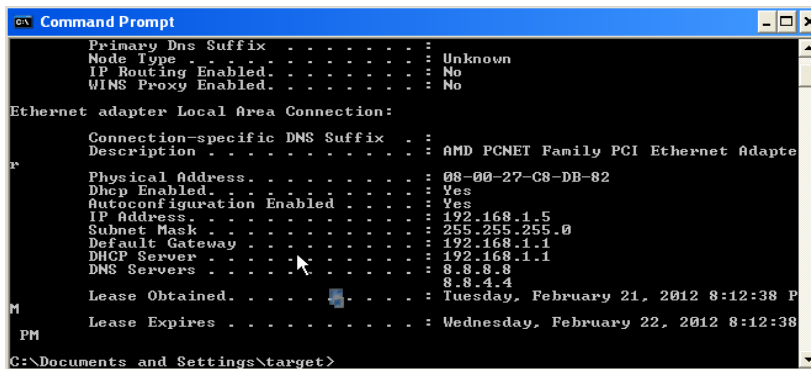 Command Prompt
Primary Dns Suffix . . . . . . . :
Node Type . . . . . . . . . . . . : Unknown
IP Routing Enabled. . . . . . . . : No
WINS Proxy Enabled. . . . . . . . : No
Ethernet adapter Local Area Connection:
Connection-specific DNS Suffix . :
Description . . . . . . . . . . . : AMD PCNET Family PCI Ethernet Adapte
r
Physical Address. . . . . . . . . : 08-00-27-C8-DB-82
Dhcp Enabled. . . . . . . . . . . : Yes
Autoconfiguration Enabled . . . . : Yes
IP Address. . . . . . . . . . . . : 192.168.1.5
Subnet Mask . . . . . . . . . . . : 255.255.255.0
Default Gateway . . . . . . . . . : 192.168.1.1
DHCP Server . . . . . . . . . . . : 192.168.1.1
DNS Servers . . . . . . . . . . . : 8.8.8.8
8.8.4.4
Lease Obtained. . . . . . . . . . : Tuesday, February 21, 2012 8:12:38 P
M
Lease Expires . . . . . . . . . . : Wednesday, February 22, 2012 8:12:38
PM
C:\Documents and Settings\target>